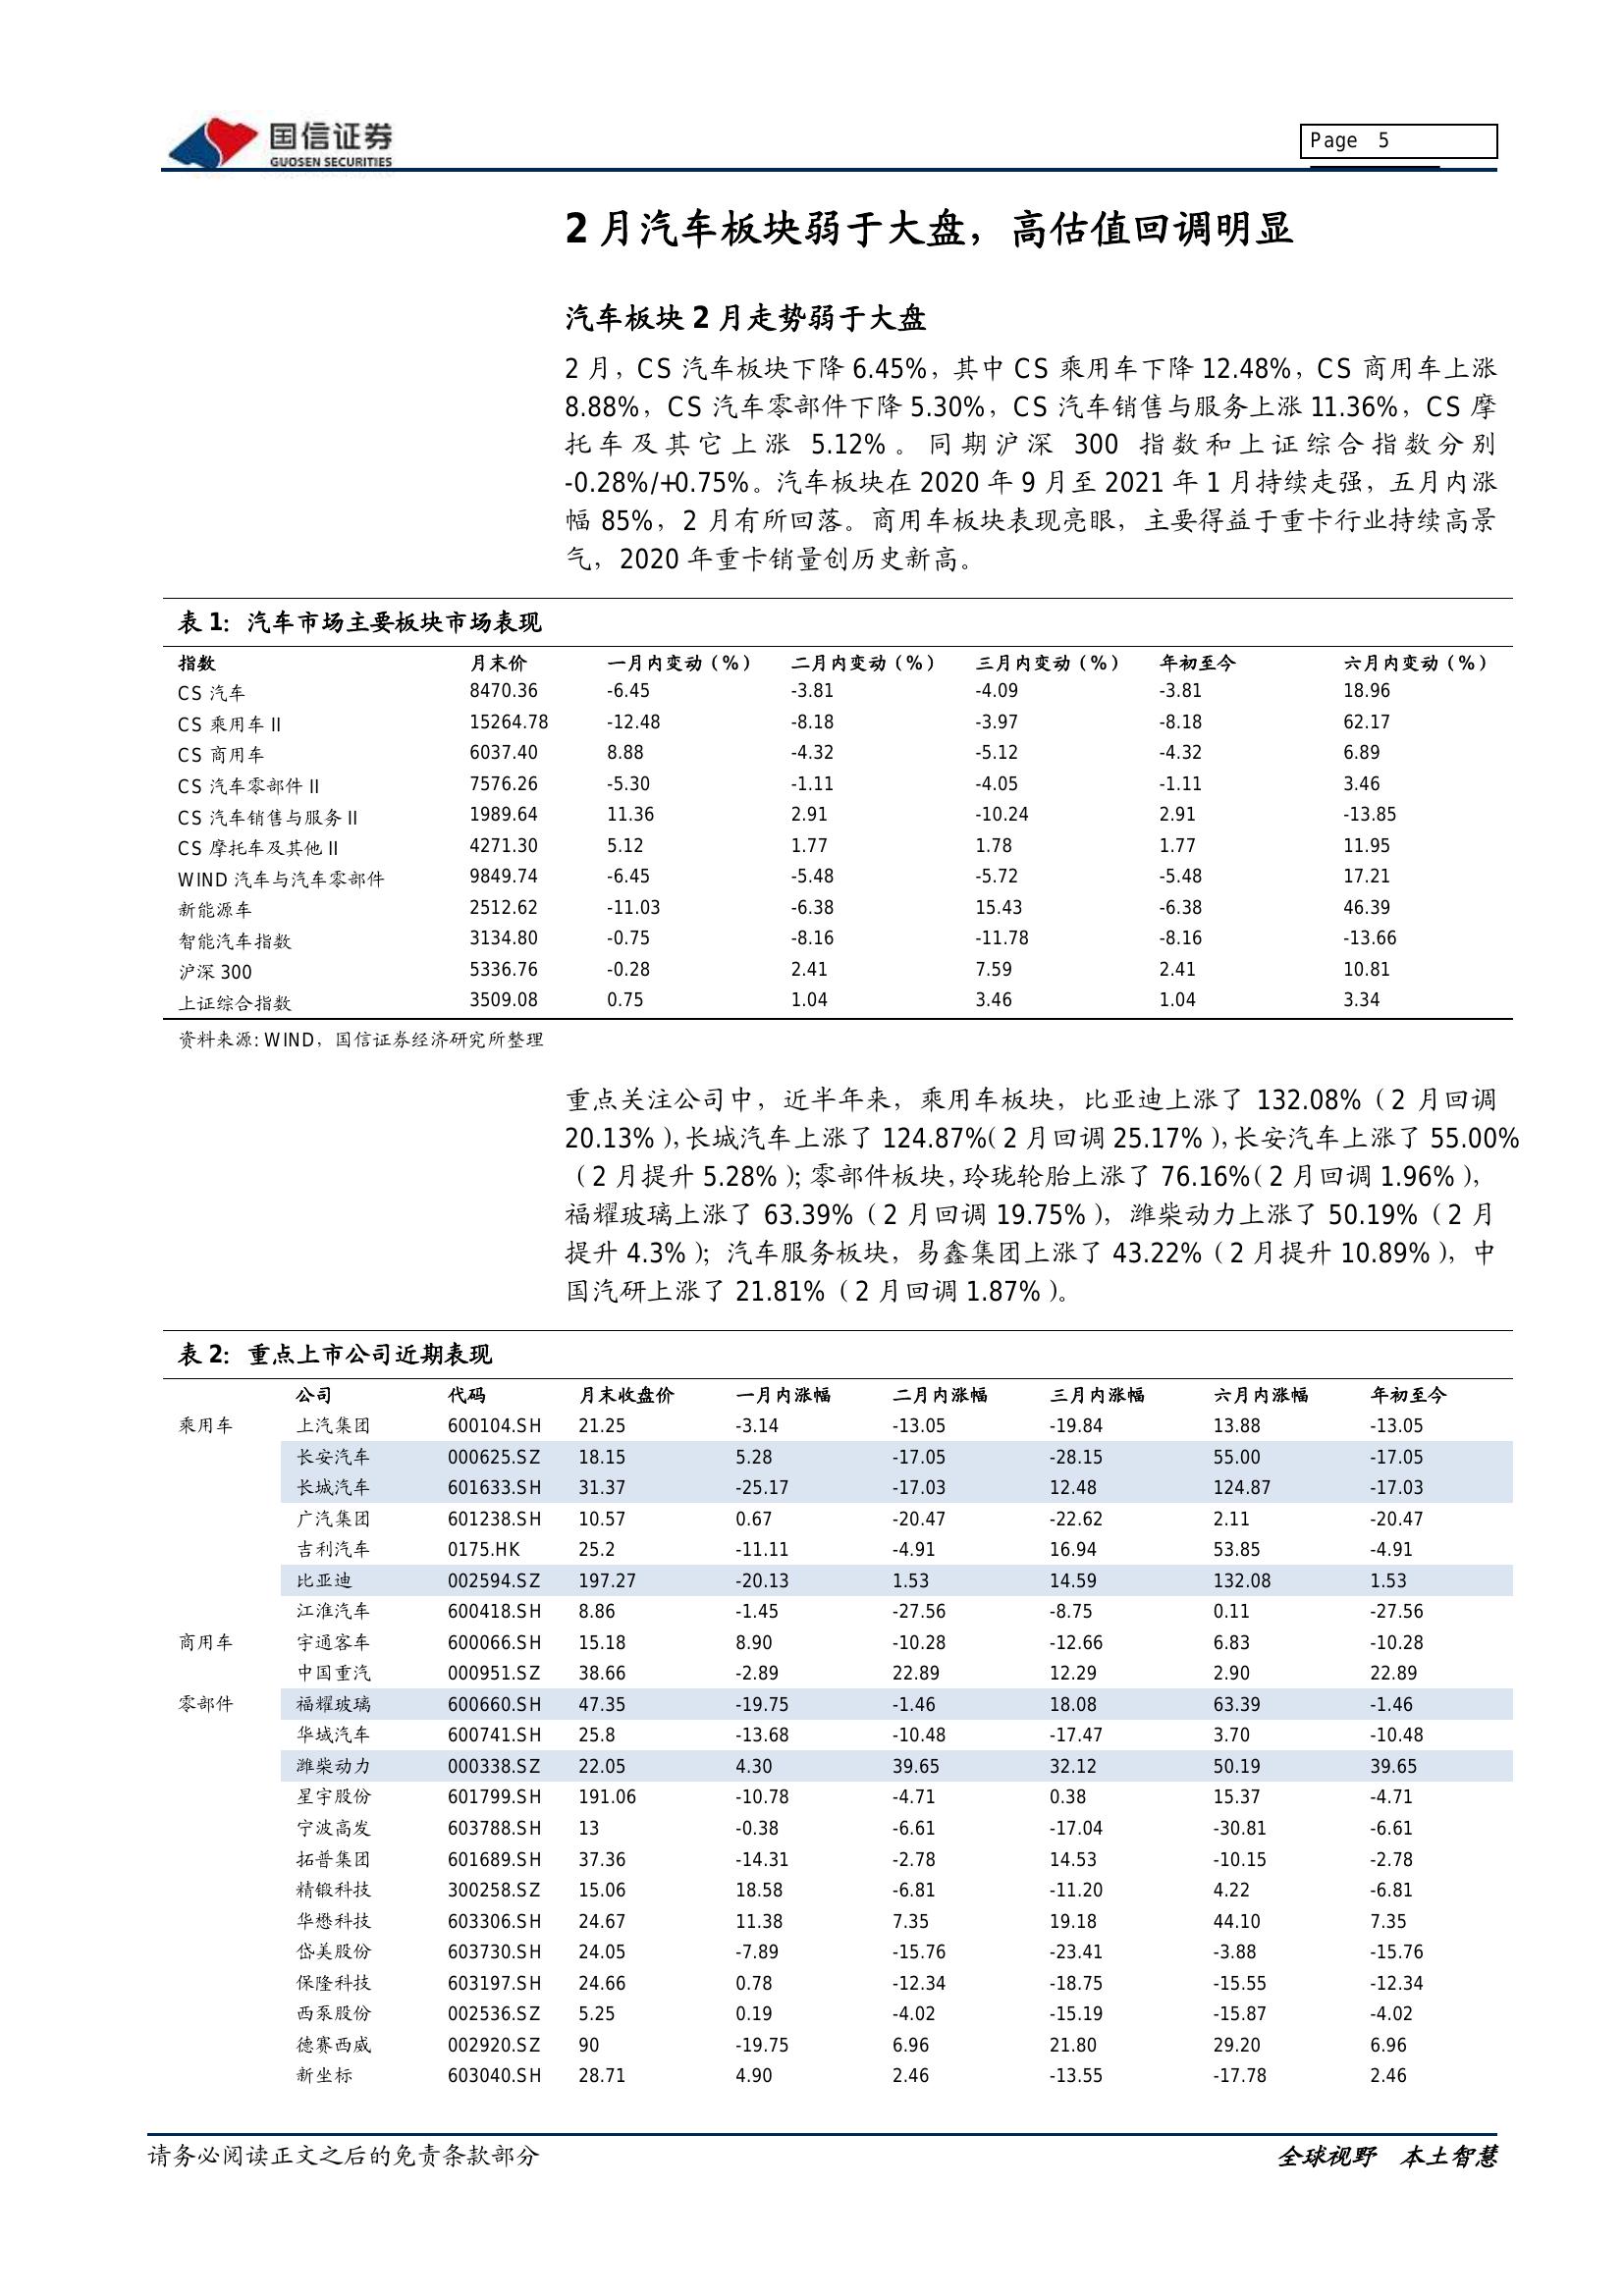 国信证券
GUOSEN SECURITIES
Page 5
2 月汽车板块弱于大盘，高估值回调明显
汽车板块 2 月走势弱于大盘
2 月，CS 汽车板块下降 6.45%，其中 CS 乘用车下降 12.48%，CS 商用车上涨
8.88%，CS 汽车零部件下降 5.30%，CS 汽车销售与服务上涨 11.36%，CS 摩
托车及其它上涨 5.12%。同期沪深 300 指数和上证综合指数分别
-0.28%/+0.75%。汽车板块在 2020 年 9 月至 2021 年 1 月持续走强，五月内涨
幅 85%，2 月有所回落。商用车板块表现亮眼，主要得益于重卡行业持续高景
气，2020 年重卡销量创历史新高。
表 1：汽车市场主要板块市场表现
指数 月末价 一月内变动（%） 二月内变动（%） 三月内变动（%） 年初至今 六月内变动（%）
CS 汽车 8470.36 -6.45 -3.81 -4.09 -3.81 18.96
CS 乘用车 II 15264.78 -12.48 -8.18 -3.97 -8.18 62.17
CS 商用车 6037.40 8.88 -4.32 -5.12 -4.32 6.89
CS 汽车零部件 II 7576.26 -5.30 -1.11 -4.05 -1.11 3.46
CS 汽车销售与服务 II 1989.64 11.36 2.91 -10.24 2.91 -13.85
CS 摩托车及其他 II 4271.30 5.12 1.77 1.78 1.77 11.95
WIND 汽车与汽车零部件 9849.74 -6.45 -5.48 -5.72 -5.48 17.21
新能源车 2512.62 -11.03 -6.38 15.43 -6.38 46.39
智能汽车指数 3134.80 -0.75 -8.16 -11.78 -8.16 -13.66
沪深 300 5336.76 -0.28 2.41 7.59 2.41 10.81
上证综合指数 3509.08 0.75 1.04 3.46 1.04 3.34
资料来源: WIND，国信证券经济研究所整理
重点关注公司中，近半年来，乘用车板块，比亚迪上涨了 132.08%（2 月回调
20.13%），长城汽车上涨了 124.87%（2 月回调 25.17%），长安汽车上涨了 55.00%
（2 月提升 5.28%）；零部件板块，玲珑轮胎上涨了 76.16%（2 月回调 1.96%），
福耀玻璃上涨了 63.39%（2 月回调 19.75%），潍柴动力上涨了 50.19%（2 月
提升 4.3%）；汽车服务板块，易鑫集团上涨了 43.22%（2 月提升 10.89%），中
国汽研上涨了 21.81%（2 月回调 1.87%）。
表 2：重点上市公司近期表现
公司 代码 月末收盘价 一月内涨幅 二月内涨幅 三月内涨幅 六月内涨幅 年初至今
乘用车 上汽集团 600104.SH 21.25 -3.14 -13.05 -19.84 13.88 -13.05
长安汽车 000625.SZ 18.15 5.28 -17.05 -28.15 55.00 -17.05
长城汽车 601633.SH 31.37 -25.17 -17.03 12.48 124.87 -17.03
广汽集团 601238.SH 10.57 0.67 -20.47 -22.62 2.11 -20.47
吉利汽车 0175.HK 25.2 -11.11 -4.91 16.94 53.85 -4.91
比亚迪 002594.SZ 197.27 -20.13 1.53 14.59 132.08 1.53
江淮汽车 600418.SH 8.86 -1.45 -27.56 -8.75 0.11 -27.56
商用车 宇通客车 600066.SH 15.18 8.90 -10.28 -12.66 6.83 -10.28
中国重汽 000951.SZ 38.66 -2.89 22.89 12.29 2.90 22.89
零部件 福耀玻璃 600660.SH 47.35 -19.75 -1.46 18.08 63.39 -1.46
华域汽车 600741.SH 25.8 -13.68 -10.48 -17.47 3.70 -10.48
潍柴动力 000338.SZ 22.05 4.30 39.65 32.12 50.19 39.65
星宇股份 601799.SH 191.06 -10.78 -4.71 0.38 15.37 -4.71
宁波高发 603788.SH 13 -0.38 -6.61 -17.04 -30.81 -6.61
拓普集团 601689.SH 37.36 -14.31 -2.78 14.53 -10.15 -2.78
精锻科技 300258.SZ 15.06 18.58 -6.81 -11.20 4.22 -6.81
华懋科技 603306.SH 24.67 11.38 7.35 19.18 44.10 7.35
岱美股份 603730.SH 24.05 -7.89 -15.76 -23.41 -3.88 -15.76
保隆科技 603197.SH 24.66 0.78 -12.34 -18.75 -15.55 -12.34
西泵股份 002536.SZ 5.25 0.19 -4.02 -15.19 -15.87 -4.02
德赛西威 002920.SZ 90 -19.75 6.96 21.80 29.20 6.96
新坐标 603040.SH 28.71 4.90 2.46 -13.55 -17.78 2.46
请务必阅读正文之后的免责条款部分 全球视野 本土智慧